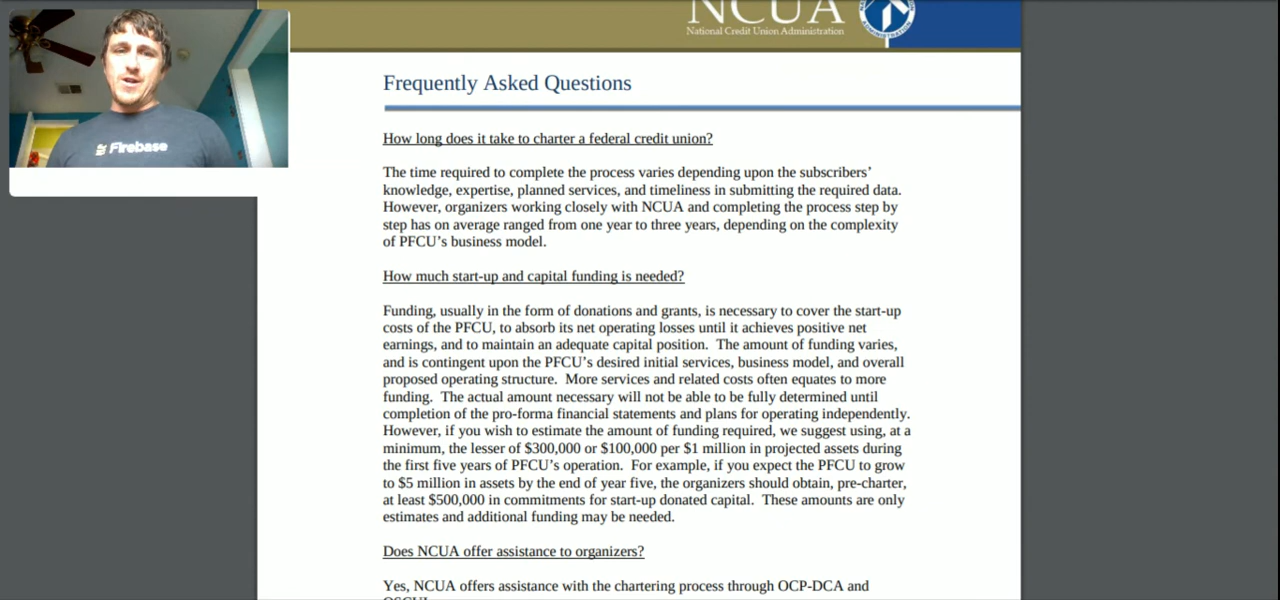 NCUA
National Credit Union Administration
Firebase
Frequently Asked Questions
How long does it take to charter a federal credit union?
The time required to complete the process varies depending upon the subscribers’
knowledge, expertise, planned services, and timeliness in submitting the required data.
However, organizers working closely with NCUA and completing the process step by
step has on average ranged from one year to three years, depending on the complexity
of PFCU’s business model.
How much start-up and capital funding is needed?
Funding, usually in the form of donations and grants, is necessary to cover the start-up
costs of the PFCU, to absorb its net operating losses until it achieves positive net
earnings, and to maintain an adequate capital position.  The amount of funding varies,
and is contingent upon the PFCU’s desired initial services, business model, and overall
proposed operating structure.  More services and related costs often equates to more
funding.  The actual amount necessary will not be able to be fully determined until
completion of the pro-forma financial statements and plans for operating independently.
However, if you wish to estimate the amount of funding required, we suggest using, at a
minimum, the lesser of $300,000 or $100,000 per $1 million in projected assets during
the first five years of PFCU’s operation.  For example, if you expect the PFCU to grow
to $5 million in assets by the end of year five, the organizers should obtain, pre-charter,
at least $500,000 in commitments for start-up donated capital.  These amounts are only
estimates and additional funding may be needed.
Does NCUA offer assistance to organizers?
Yes, NCUA offers assistance with the chartering process through OCP-DCA and